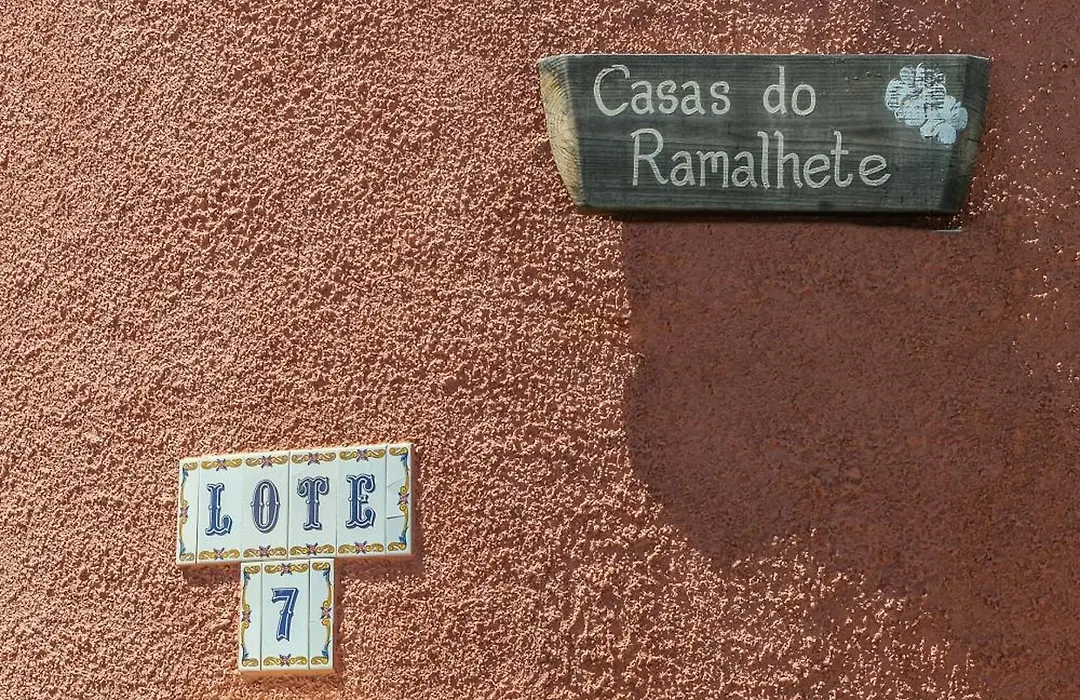 Casas do
Ramalhete
LOTE
7